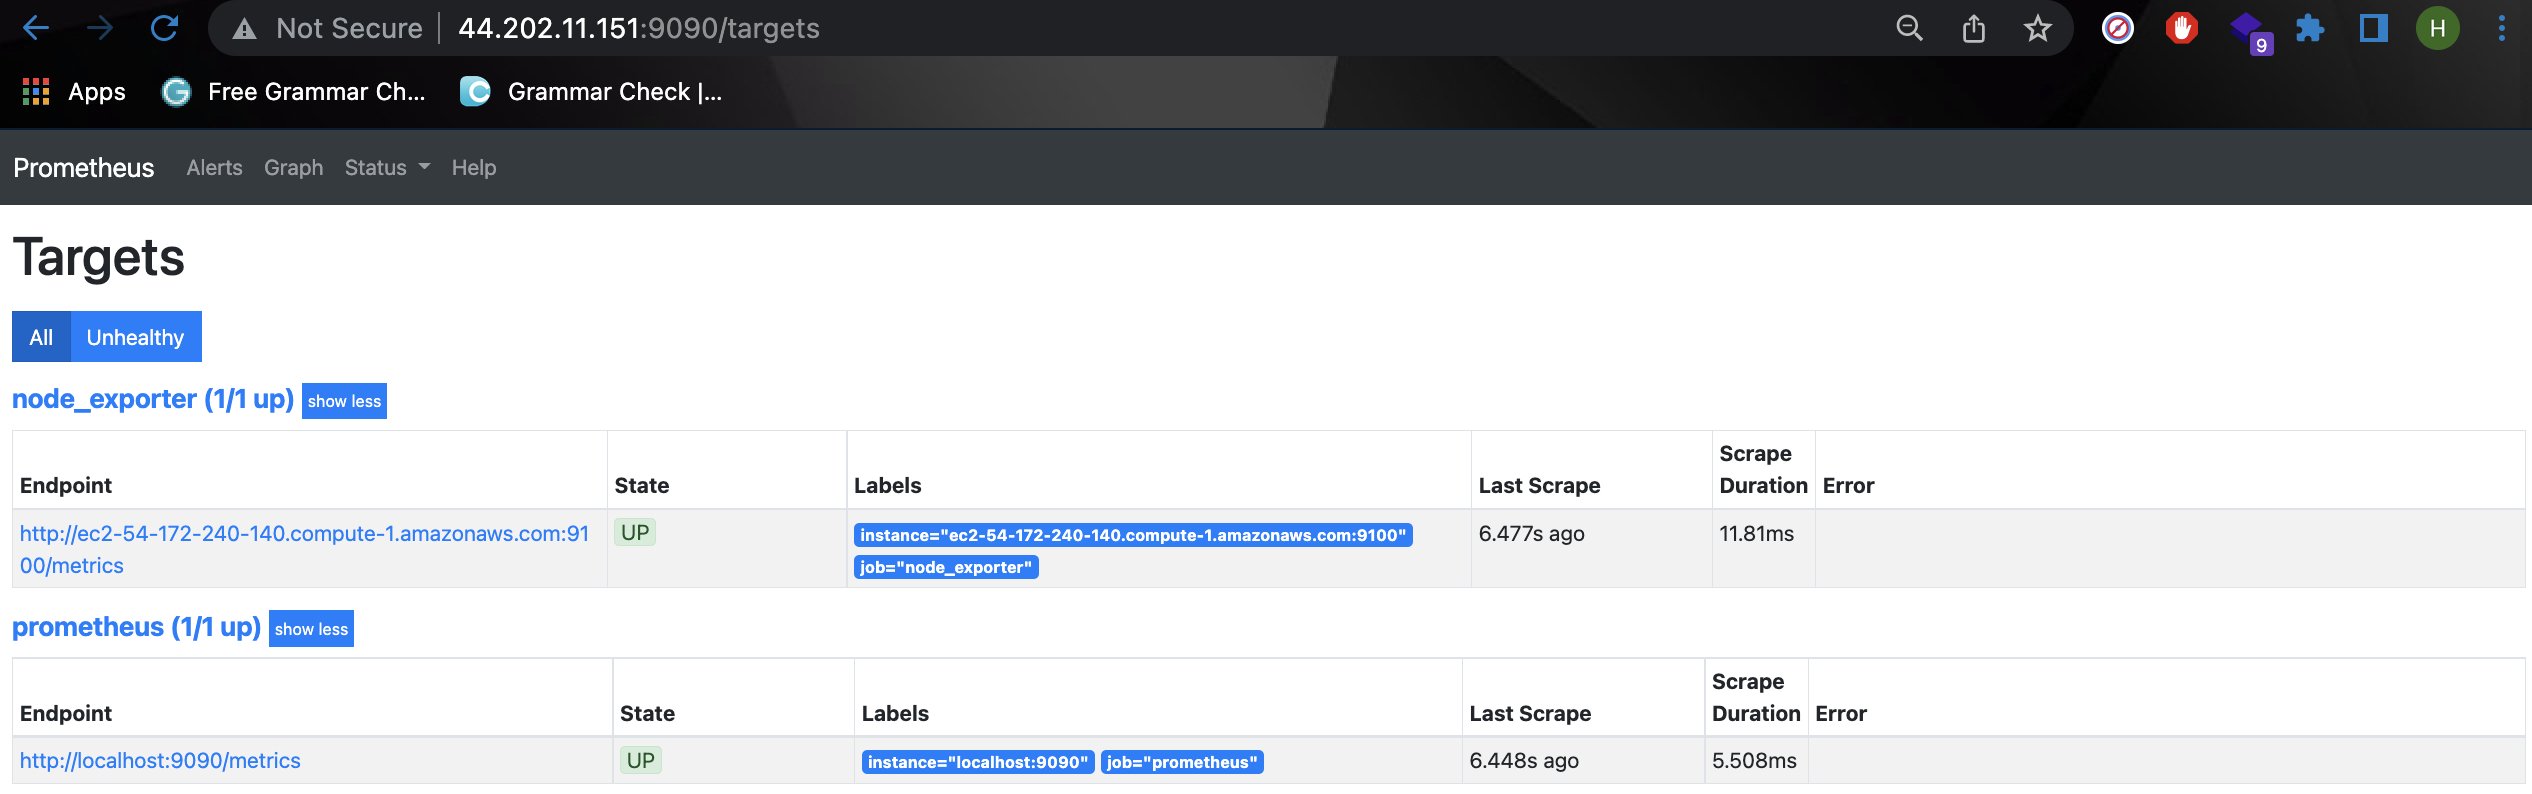 Not Secure 44.202.11.151:9090/targets
9
H
Apps Free Grammar Ch... Grammar Check |...
Prometheus Alerts Graph Status Help
Targets
All Unhealthy
node_exporter (1/1 up) show less
Endpoint State Labels Last Scrape Scrape Duration Error
http://ec2-54-172-240-140.compute-1.amazonaws.com:91
00/metrics
UP
instance="ec2-54-172-240-140.compute-1.amazonaws.com:9100"
job="node_exporter"
6.477s ago
11.81ms
prometheus (1/1 up) show less
Endpoint State Labels Last Scrape Scrape Duration Error
http://localhost:9090/metrics UP instance="localhost:9090" job="prometheus" 6.448s ago 5.508ms